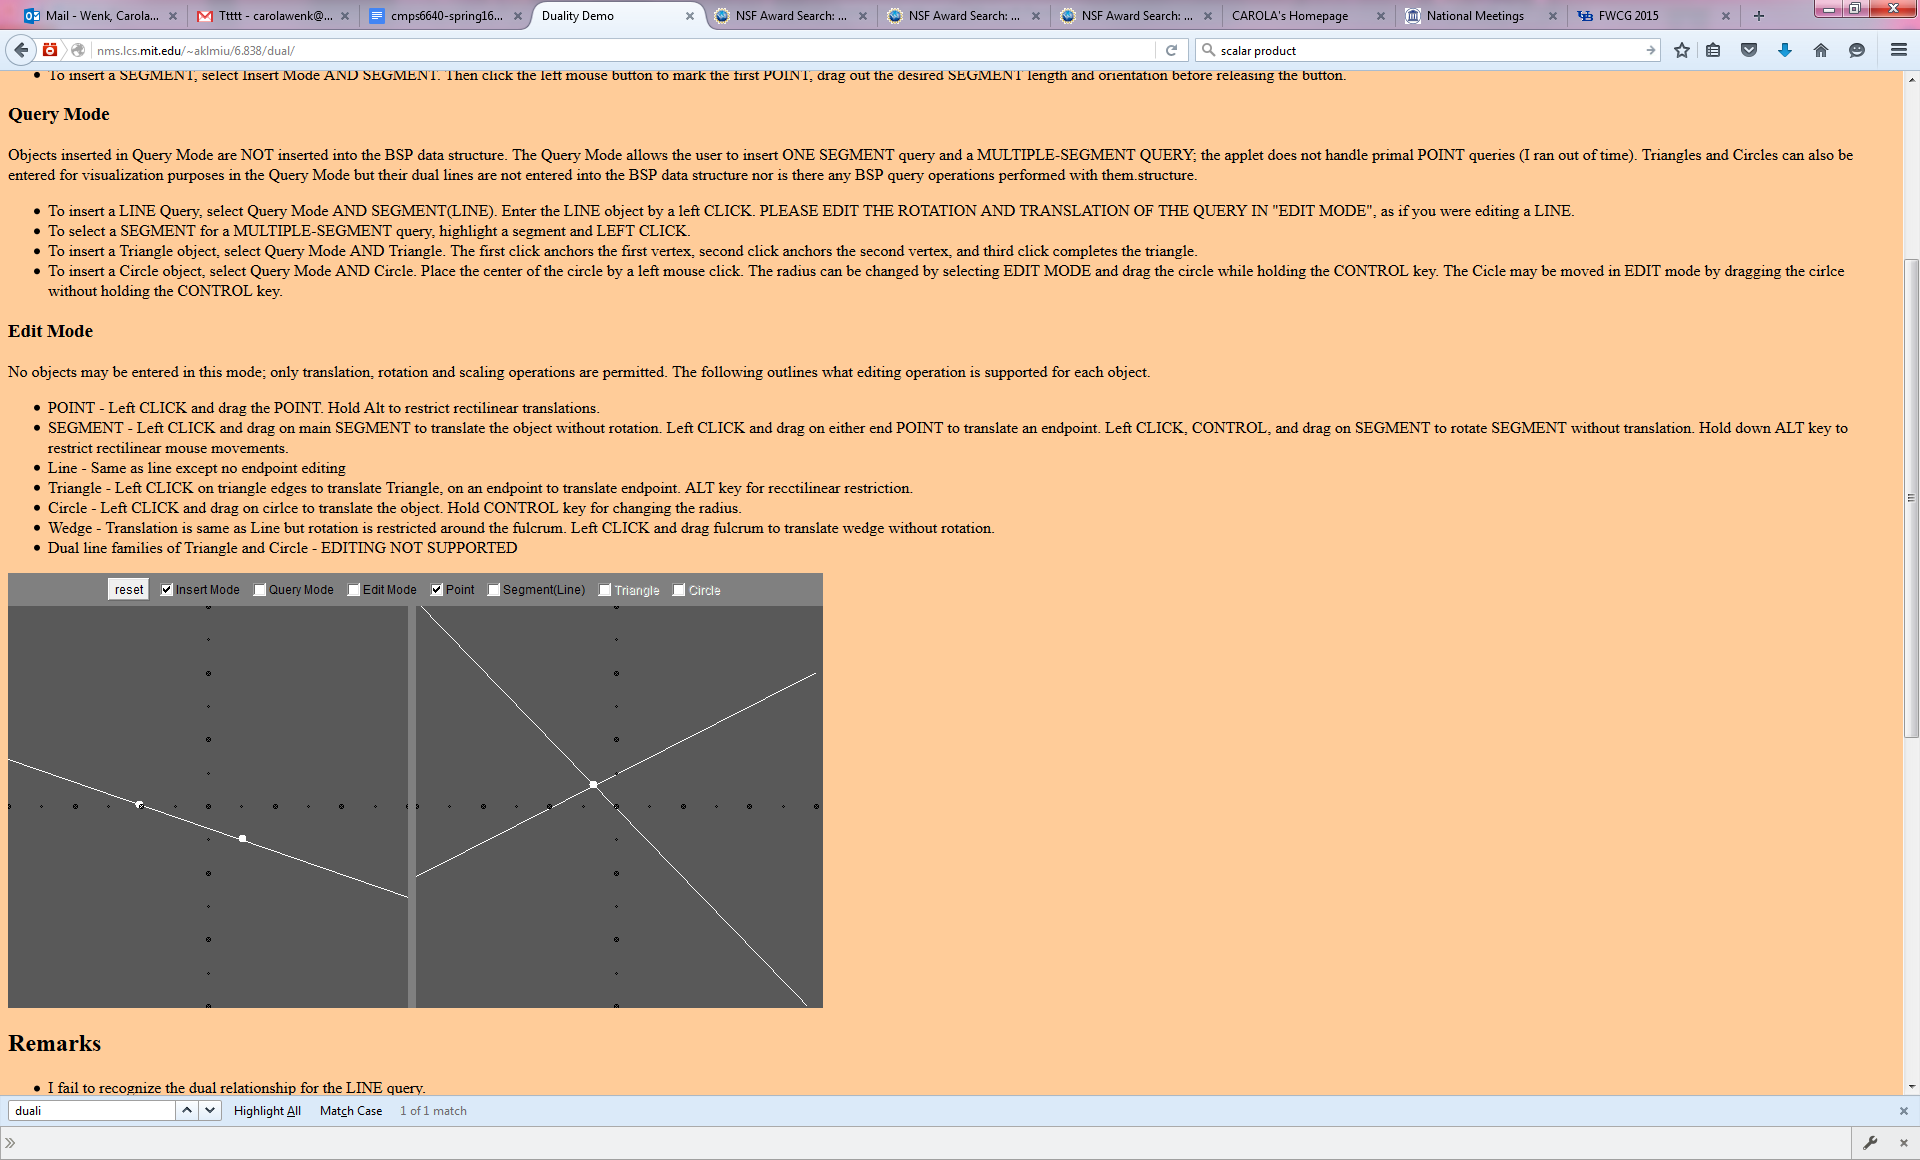 Mail - Wenk, Carola...
Ttttt - carolawenk@...
cmps6640-spring16...
Duality Demo
NSF Award Search: ...
NSF Award Search: ...
NSF Award Search: ...
CAROLA's Homepage
National Meetings
FWCG 2015
nms.lcs.mit.edu/~aklmiu/6.838/dual/
scalar product
To insert a SEGMENT, select Insert Mode AND SEGMENT. Then click the left mouse button to mark the first POINT, drag out the desired SEGMENT length and orientation before releasing the button.
Query Mode
Objects inserted in Query Mode are NOT inserted into the BSP data structure. The Query Mode allows the user to insert ONE SEGMENT query and a MULTIPLE-SEGMENT QUERY; the applet does not handle primal POINT queries (I ran out of time). Triangles and Circles can also be
entered for visualization purposes in the Query Mode but their dual lines are not entered into the BSP data structure nor is there any BSP query operations performed with them.structure.
To insert a LINE Query, select Query Mode AND SEGMENT(LINE). Enter the LINE object by a left CLICK. PLEASE EDIT THE ROTATION AND TRANSLATION OF THE QUERY IN "EDIT MODE", as if you were editing a LINE.
To select a SEGMENT for a MULTIPLE-SEGMENT query, highlight a segment and LEFT CLICK.
To insert a Triangle object, select Query Mode AND Triangle. The first click anchors the first vertex, second click anchors the second vertex, and third click completes the triangle.
To insert a Circle object, select Query Mode AND Circle. Place the center of the circle by a left mouse click. The radius can be changed by selecting EDIT MODE and drag the circle while holding the CONTROL key. The Cicle may be moved in EDIT mode by dragging the cirlce
without holding the CONTROL key.
Edit Mode
No objects may be entered in this mode; only translation, rotation and scaling operations are permitted. The following outlines what editing operation is supported for each object.
POINT - Left CLICK and drag the POINT. Hold Alt to restrict rectilinear translations.
SEGMENT - Left CLICK and drag on main SEGMENT to translate the object without rotation. Left CLICK and drag on either end POINT to translate an endpoint. Left CLICK, CONTROL, and drag on SEGMENT to rotate SEGMENT without translation. Hold down ALT key to
restrict rectilinear mouse movements.
Line - Same as line except no endpoint editing
Triangle - Left CLICK on triangle edges to translate Triangle, on an endpoint to translate endpoint. ALT key for recctilinear restriction.
Circle - Left CLICK and drag on cirlce to translate the object. Hold CONTROL key for changing the radius.
Wedge - Translation is same as Line but rotation is restricted around the fulcrum. Left CLICK and drag fulcrum to translate wedge without rotation.
Dual line families of Triangle and Circle - EDITING NOT SUPPORTED
reset Insert Mode Query Mode Edit Mode Point Segment(Line) Triangle Circle
Remarks
I fail to recognize the dual relationship for the LINE query.
duali Highlight All Match Case 1 of 1 match